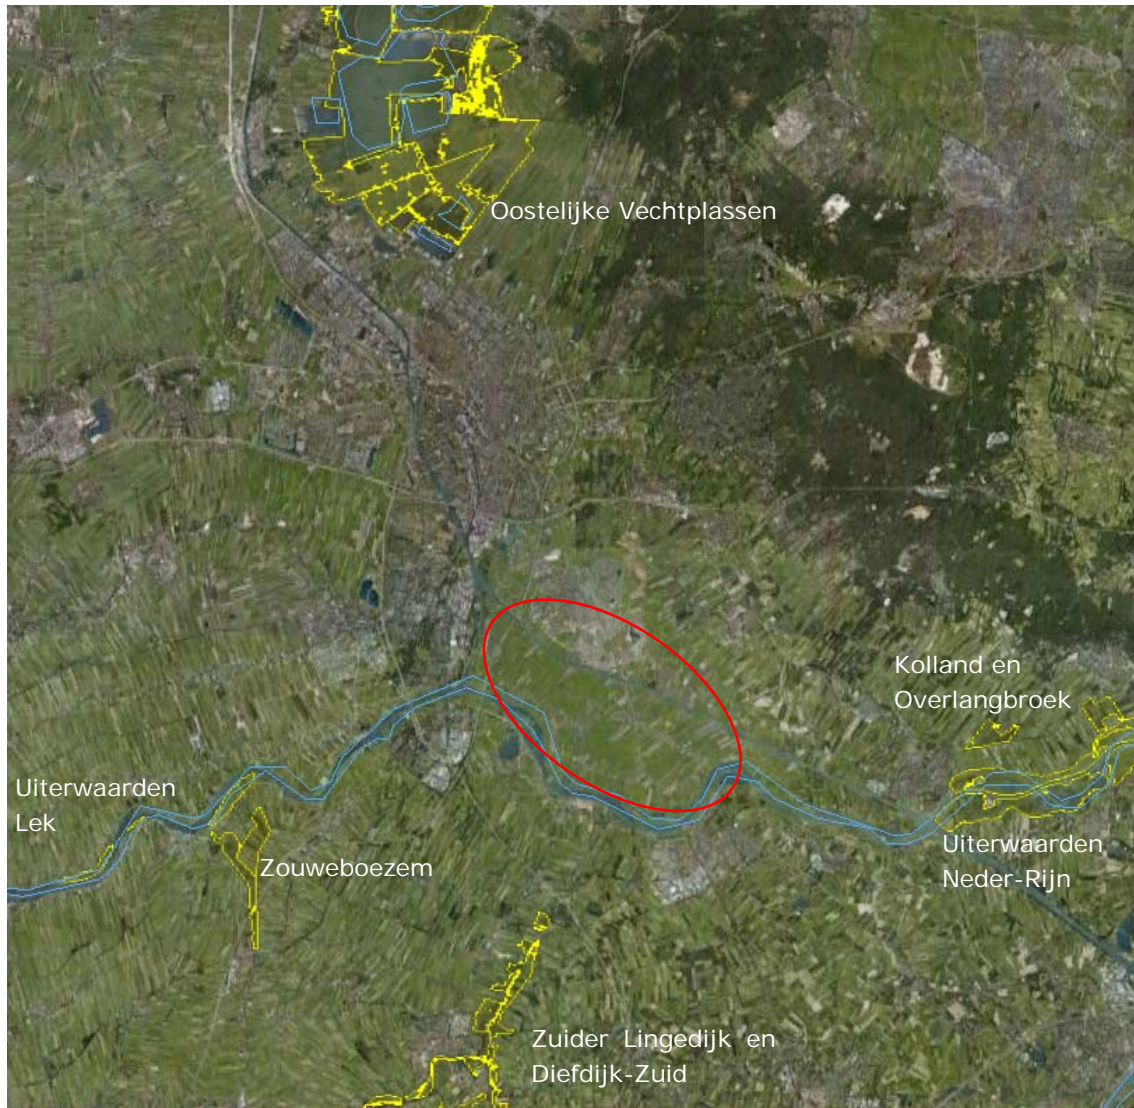 Oostelijke Vechtplassen
Kolland en
Overlangbroek
Uiterwaarden
Lek
Zouweboezem
Uiterwaarden
Neder-Rijn
Zuider Lingedijk en
Diefdijk-Zuid